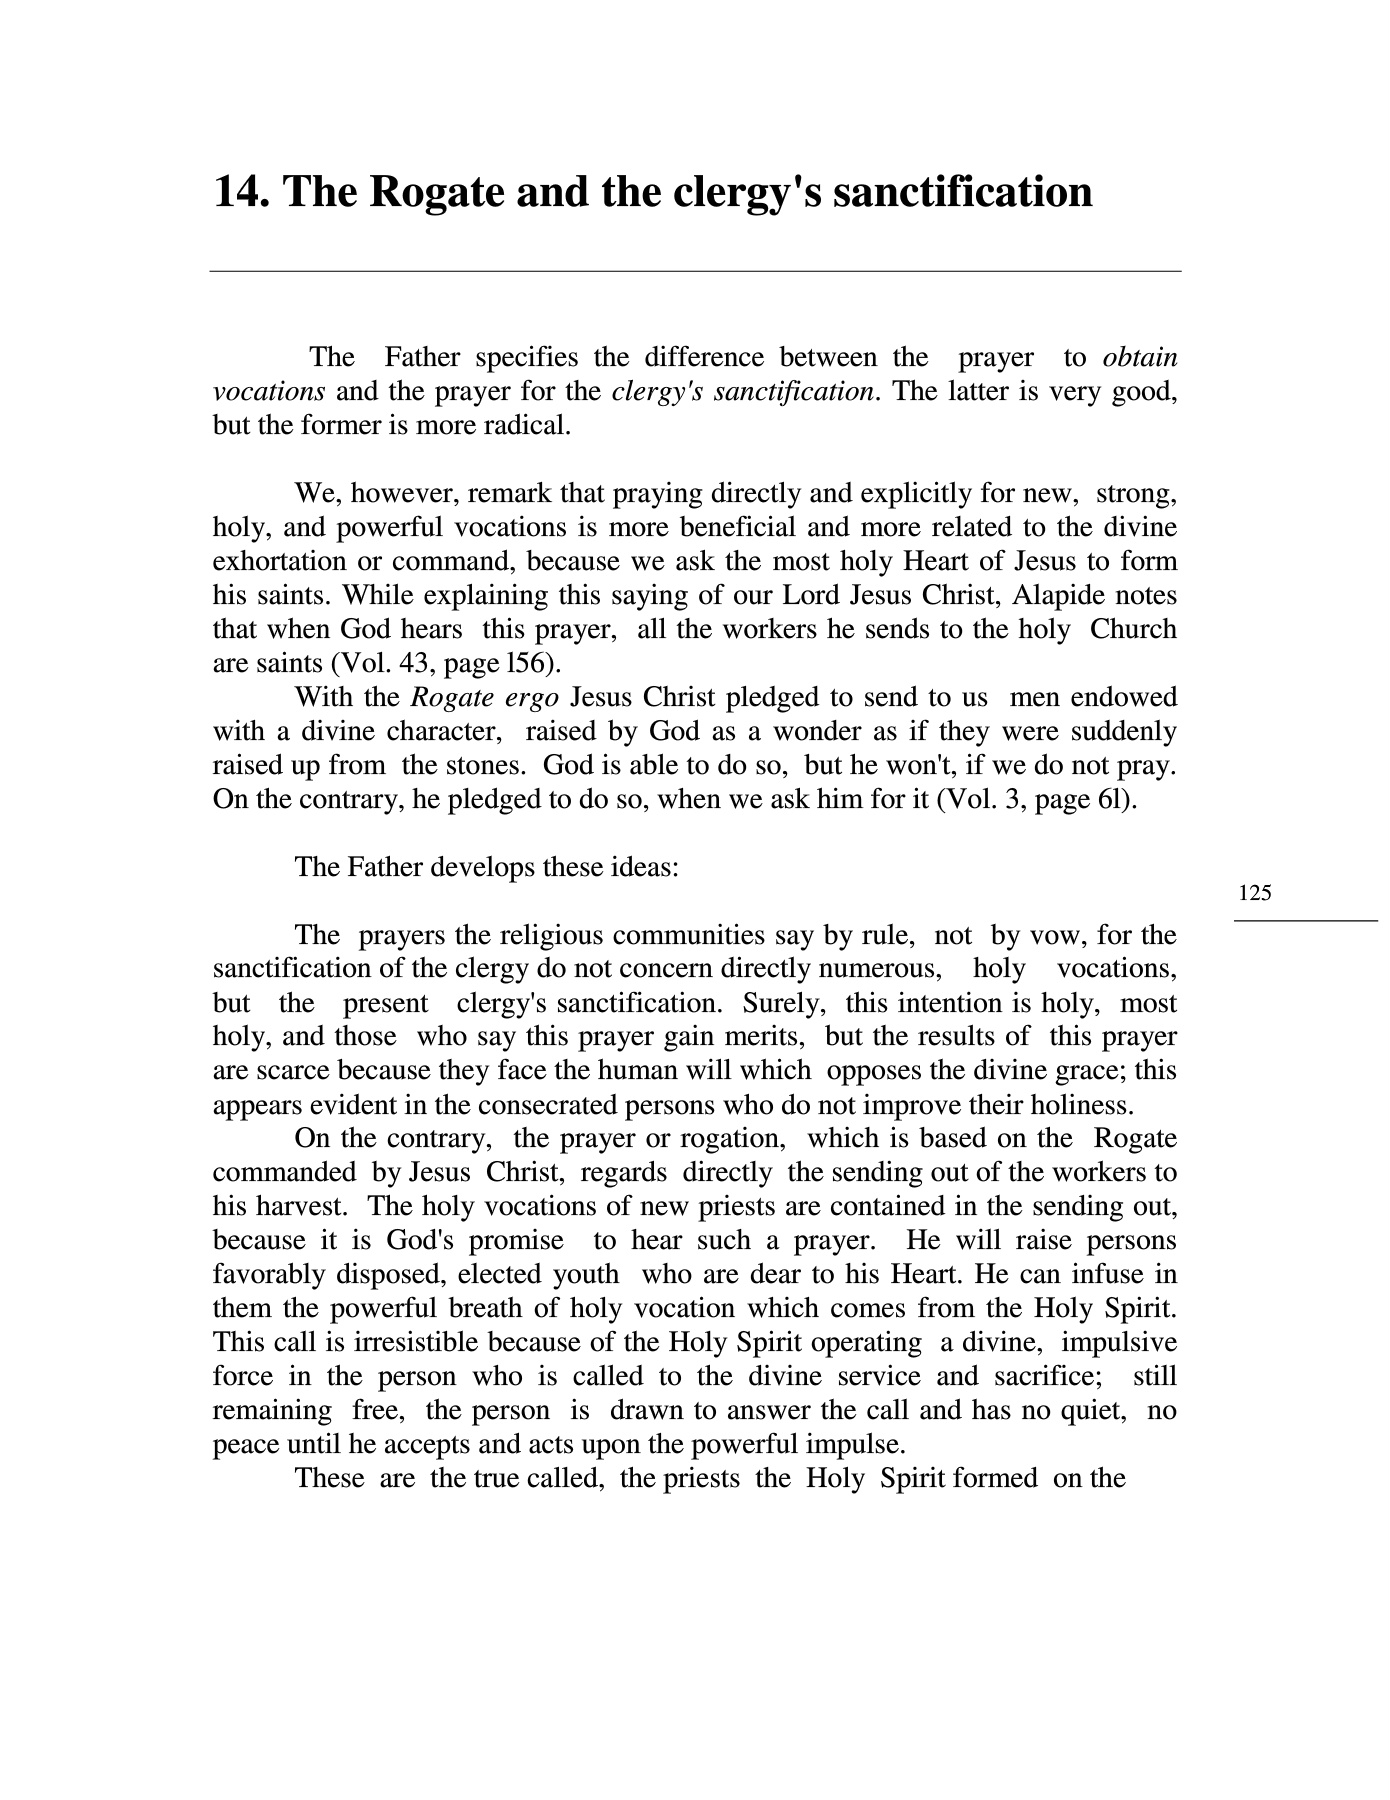 14. The Rogate and the clergy's sanctification
The Father specifies the difference between the prayer to obtain
vocations and the prayer for the clergy's sanctification. The latter is very good,
but the former is more radical.
We, however, remark that praying directly and explicitly for new, strong,
holy, and powerful vocations is more beneficial and more related to the divine
exhortation or command, because we ask the most holy Heart of Jesus to form
his saints. While explaining this saying of our Lord Jesus Christ, Alapide notes
that when God hears this prayer, all the workers he sends to the holy Church
are saints (Vol. 43, page l56).
With the Rogate ergo Jesus Christ pledged to send to us men endowed
with a divine character, raised by God as a wonder as if they were suddenly
raised up from the stones. God is able to do so, but he won't, if we do not pray.
On the contrary, he pledged to do so, when we ask him for it (Vol. 3, page 6l).
The Father develops these ideas:
125
The prayers the religious communities say by rule, not by vow, for the
sanctification of the clergy do not concern directly numerous, holy vocations,
but the present clergy's sanctification. Surely, this intention is holy, most
holy, and those who say this prayer gain merits, but the results of this prayer
are scarce because they face the human will which opposes the divine grace; this
appears evident in the consecrated persons who do not improve their holiness.
On the contrary, the prayer or rogation, which is based on the Rogate
commanded by Jesus Christ, regards directly the sending out of the workers to
his harvest. The holy vocations of new priests are contained in the sending out,
because it is God's promise to hear such a prayer. He will raise persons
favorably disposed, elected youth who are dear to his Heart. He can infuse in
them the powerful breath of holy vocation which comes from the Holy Spirit.
This call is irresistible because of the Holy Spirit operating a divine, impulsive
force in the person who is called to the divine service and sacrifice; still
remaining free, the person is drawn to answer the call and has no quiet, no
peace until he accepts and acts upon the powerful impulse.
These are the true called, the priests the Holy Spirit formed on the